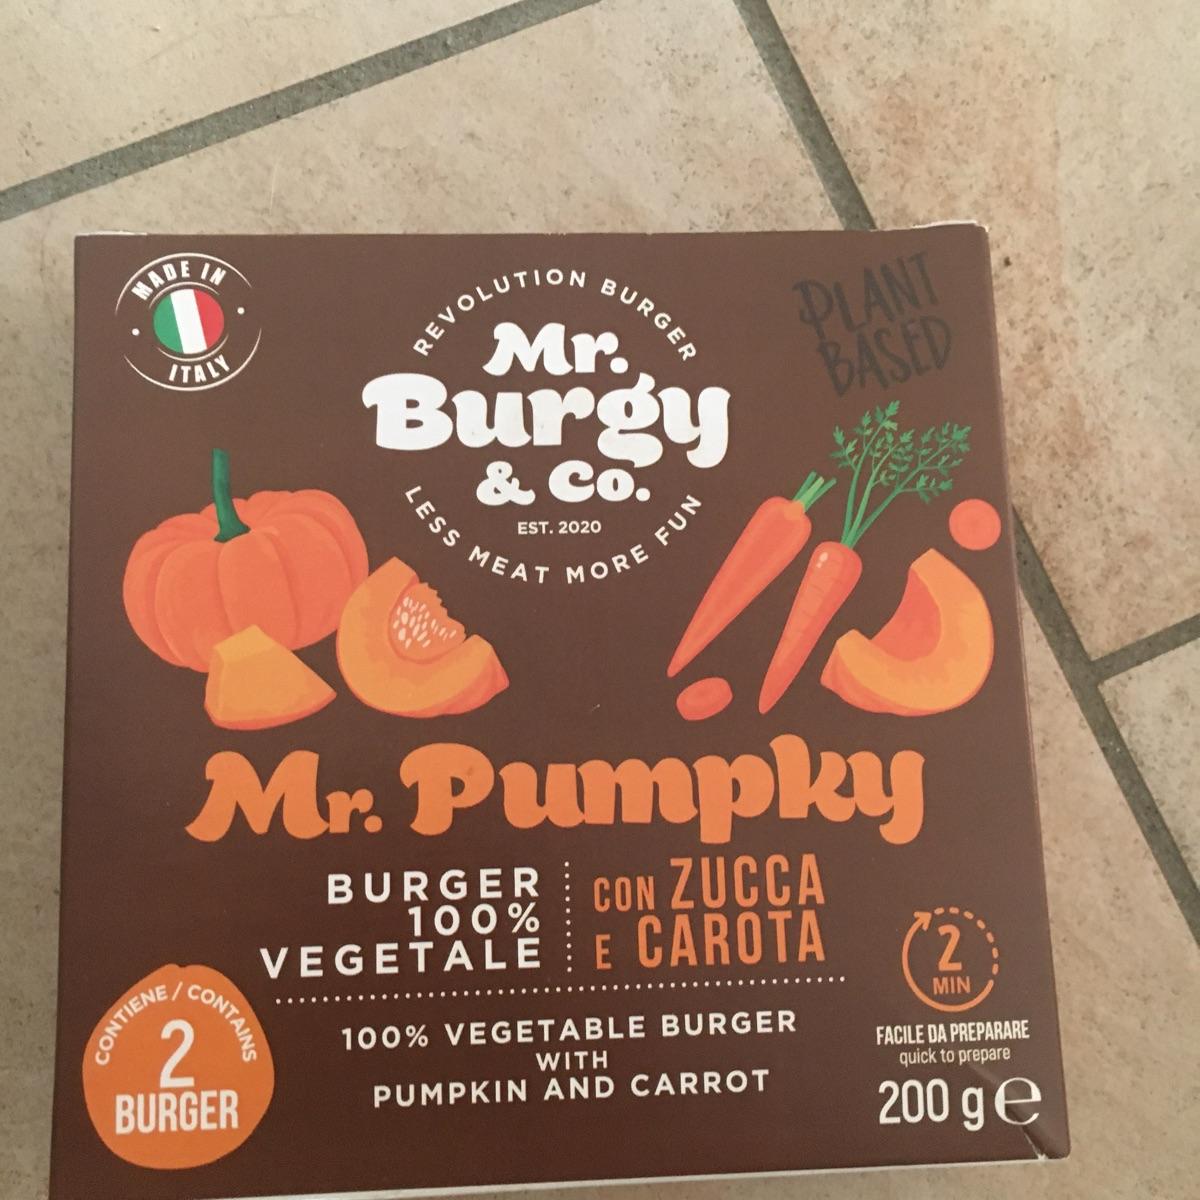 MADE IN
ITALY
REVOLUTION BURGER
Mr.
Burgy
& Co.
EST. 2020
LESS MEAT MORE FUN
PLANT
BASED
Mr. Pumpky
BURGER
100%
VEGETALE
CON ZUCCA
E CAROTA
100% VEGETABLE BURGER
WITH
PUMPKIN AND CARROT
CONTIENE / CONTAINS
2
BURGER
2
MIN
FACILE DA PREPARARE
quick to prepare
200 g ℮